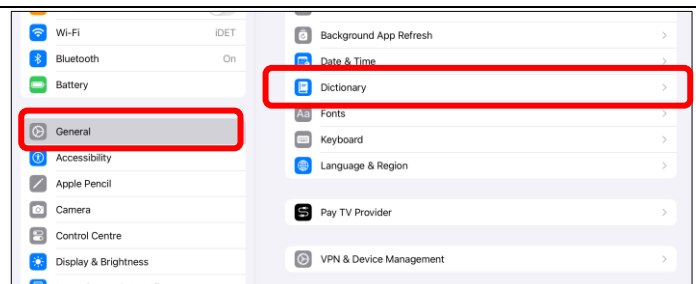 Wi-Fi iDET
Bluetooth On
Battery
General
Accessibility
Apple Pencil
Camera
Control Centre
Display & Brightness
Background App Refresh
Date & Time
Dictionary
Aa Fonts
Keyboard
Language & Region
Pay TV Provider
VPN & Device Management